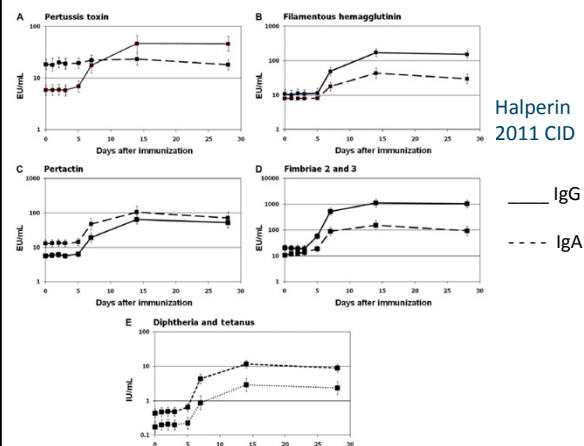 A Pertussis toxin
100
10
1
EU/mL
0 5 10 15 20 25 30
Days after immunization
B Filamentous hemagglutinin
1000
100
10
1
EU/mL
0 5 10 15 20 25 30
Days after immunization
Halperin
2011 CID
____ IgG
---- IgA
C Pertactin
1000
100
10
1
EU/mL
0 5 10 15 20 25 30
Days after immunization
D Fimbriae 2 and 3
10000
1000
100
10
1
EU/mL
0 5 10 15 20 25 30
Days after immunization
E Diphtheria and tetanus
100
10
1
0.1
IU/mL
0 5 10 15 20 25 30